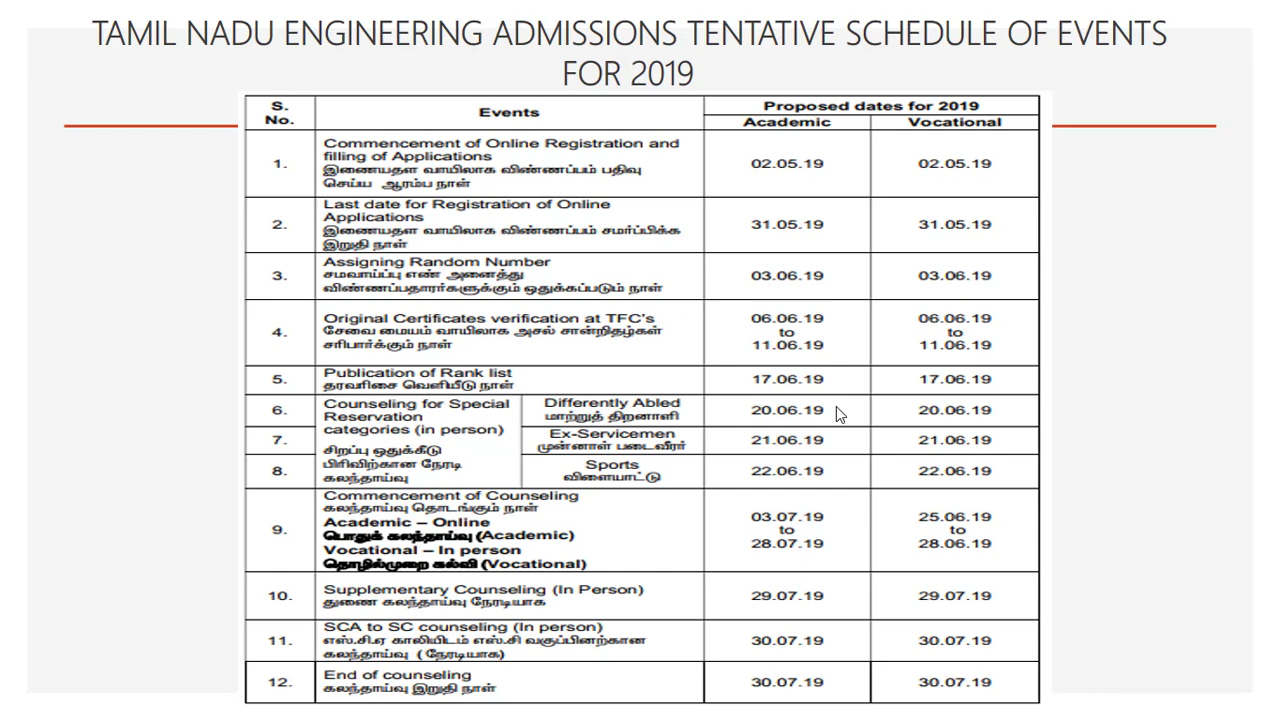 TAMIL NADU ENGINEERING ADMISSIONS TENTATIVE SCHEDULE OF EVENTS
FOR 2019
S. No. Events Proposed dates for 2019
Academic Vocational
1. Commencement of Online Registration and 02.05.19 02.05.19
filling of Applications
இணையதள வாயிலாக விண்ணப்பம் பதிவு
செய்ய ஆரம்ப நாள்
2. Last date for Registration of Online 31.05.19 31.05.19
Applications
இணையதள வாயிலாக விண்ணப்பம் சமர்ப்பிக்க
இறுதி நாள்
3. Assigning Random Number 03.06.19 03.06.19
சமவாய்ப்பு எண் அனைத்து
விண்ணப்பதாரர்களுக்கும் ஒதுக்கப்படும் நாள்
4. Original Certificates verification at TFC's 06.06.19 to 11.06.19 06.06.19 to 11.06.19
சேவை மையம் வாயிலாக அசல் சான்றிதழ்கள்
சரிபார்க்கும் நாள்
5. Publication of Rank list 17.06.19 17.06.19
தரவரிசை வெளியீடு நாள்
Counseling for Special
Reservation
categories (in person)
சிறப்பு ஒதுக்கீடு
பிரிவிற்கான நேரடி
கலந்தாய்வு
6. Differently Abled 20.06.19 20.06.19
மாற்றுத் திறனாளி
7. Ex-Servicemen 21.06.19 21.06.19
முன்னாள் படைவீரர்
8. Sports 22.06.19 22.06.19
விளையாட்டு
9. Commencement of Counseling 03.07.19 to 28.07.19 25.06.19 to 28.06.19
கலந்தாய்வு தொடங்கும் நாள்
Academic – Online
பொதுக் கலந்தாய்வு (Academic)
Vocational – In person
தொழில்முறை கல்வி (Vocational)
10. Supplementary Counseling (In Person) 29.07.19 29.07.19
துணை கலந்தாய்வு நேரடியாக
11. SCA to SC counseling (In person) 30.07.19 30.07.19
எஸ்.சி.ஏ காலியிடம் எஸ்.சி வகுப்பினற்கான
கலந்தாய்வு ( நேரடியாக)
12. End of counseling 30.07.19 30.07.19
கலந்தாய்வு இறுதி நாள்